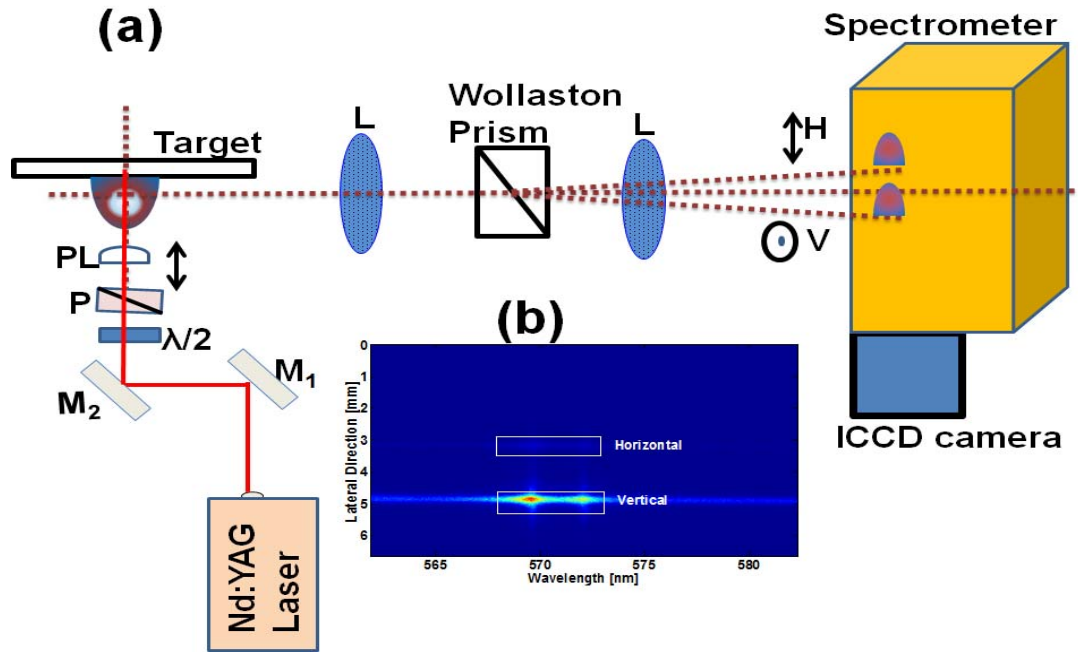 (a)
Spectrometer
Wollaston
Prism
Target
L
L
H
V
PL
P
λ/2
M₁
M₂
Nd:YAG
Laser
ICCD camera
(b)
0
1
2
3
4
5
6
Lateral Direction [mm]
Horizontal
Vertical
565
570
575
580
Wavelength [nm]